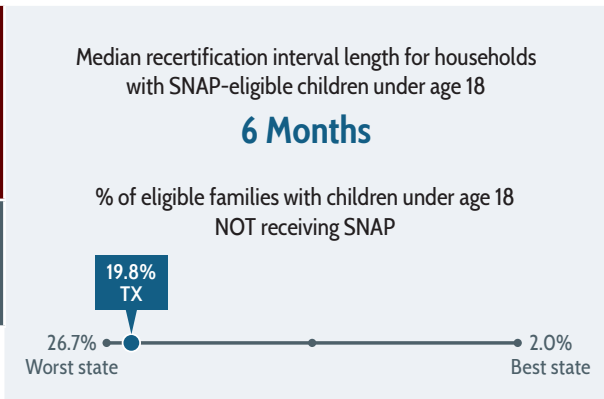 Median recertification interval length for households
with SNAP-eligible children under age 18
6 Months
% of eligible families with children under age 18
NOT receiving SNAP
19.8%
TX
26.7%
Worst state
2.0%
Best state